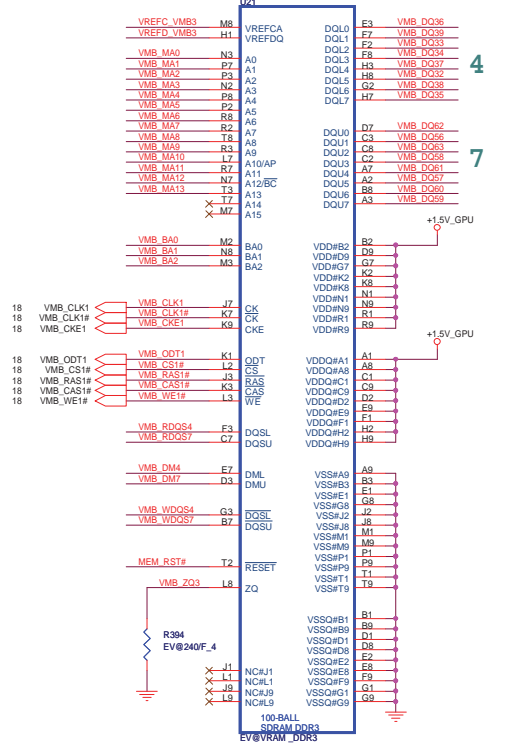 U21
VREFC_VMB3 M8 VREFCA
VREFD_VMB3 H1 VREFDQ
VMB_MA0 N3 A0
VMB_MA1 P7 A1
VMB_MA2 P3 A2
VMB_MA3 N2 A3
VMB_MA4 P8 A4
VMB_MA5 P2 A5
VMB_MA6 R8 A6
VMB_MA7 R2 A7
VMB_MA8 T8 A8
VMB_MA9 R3 A9
VMB_MA10 L7 A10/AP
VMB_MA11 R7 A11
VMB_MA12 N7 A12/BC
VMB_MA13 T3 A13
T7 A14
M7 A15
VMB_BA0 M2 BA0
VMB_BA1 N8 BA1
VMB_BA2 M3 BA2
18 VMB_CLK1 VMB_CLK1 J7 CK
18 VMB_CLK1# VMB_CLK1# K7 CK
18 VMB_CKE1 VMB_CKE1 K9 CKE
18 VMB_ODT1 VMB_ODT1 K1 ODT
18 VMB_CS1# VMB_CS1# L2 CS
18 VMB_RAS1# VMB_RAS1# J3 RAS
18 VMB_CAS1# VMB_CAS1# K3 CAS
18 VMB_WE1# VMB_WE1# L3 WE
VMB_RDQS4 F3 DQSL
VMB_RDQS7 C7 DQSU
VMB_DM4 E7 DML
VMB_DM7 D3 DMU
VMB_WDQS4 G3 DQSL
VMB_WDQS7 B7 DQSU
MEM_RST# T2 RESET
VMB_ZQ3 L8 ZQ
R394
EV@240/F_4
J1 NC#J1
L1 NC#L1
J9 NC#J9
L9 NC#L9
DQL0 E3 VMB_DQ36
DQL1 F7 VMB_DQ39
DQL2 F2 VMB_DQ33
DQL3 F8 VMB_DQ34
DQL4 H3 VMB_DQ37
DQL5 H8 VMB_DQ32
DQL6 G2 VMB_DQ38
DQL7 H7 VMB_DQ35
4
DQU0 D7 VMB_DQ62
DQU1 C3 VMB_DQ56
DQU2 C8 VMB_DQ63
DQU3 C2 VMB_DQ58
DQU4 A7 VMB_DQ61
DQU5 A2 VMB_DQ57
DQU6 B8 VMB_DQ60
DQU7 A3 VMB_DQ59
7
+1.5V_GPU
VDD#B2 B2
VDD#D9 D9
VDD#G7 G7
VDD#K2 K2
VDD#K8 K8
VDD#N1 N1
VDD#N9 N9
VDD#R1 R1
VDD#R9 R9
+1.5V_GPU
VDDQ#A1 A1
VDDQ#A8 A8
VDDQ#C1 C1
VDDQ#C9 C9
VDDQ#D2 D2
VDDQ#E9 E9
VDDQ#F1 F1
VDDQ#H2 H2
VDDQ#H9 H9
VSS#A9 A9
VSS#B3 B3
VSS#E1 E1
VSS#G8 G8
VSS#J2 J2
VSS#J8 J8
VSS#M1 M1
VSS#M9 M9
VSS#P1 P1
VSS#P9 P9
VSS#T1 T1
VSS#T9 T9
VSSQ#B1 B1
VSSQ#B9 B9
VSSQ#D1 D1
VSSQ#D8 D8
VSSQ#E2 E2
VSSQ#E8 E8
VSSQ#F9 F9
VSSQ#G1 G1
VSSQ#G9 G9
100-BALL
SDRAM DDR3
EV@VRAM _DDR3